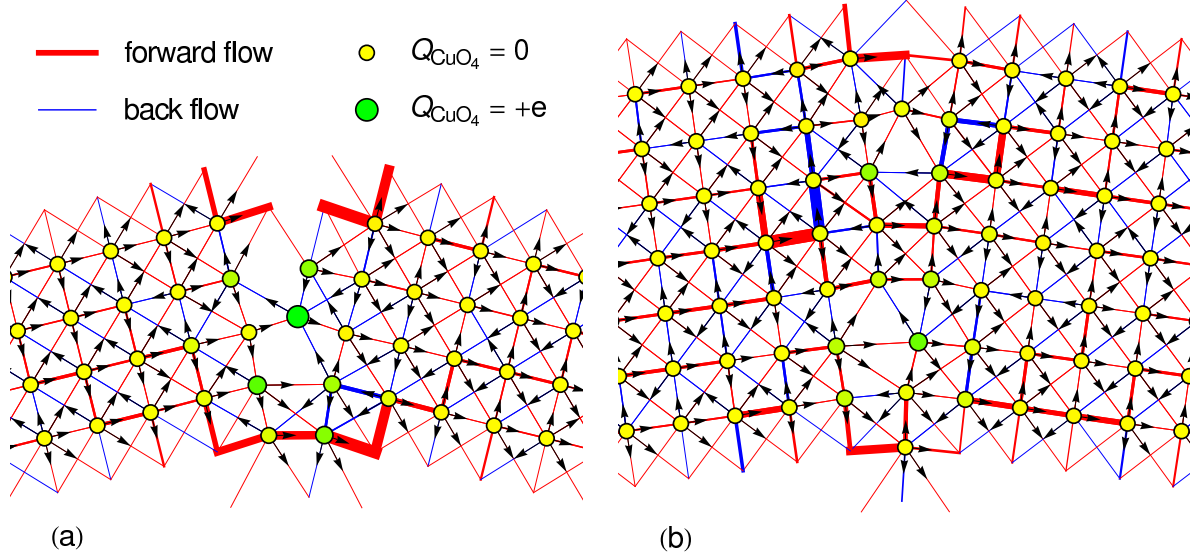 forward flow Q_CuO₄ = 0
back flow Q_CuO₄ = +e
(a) (b)